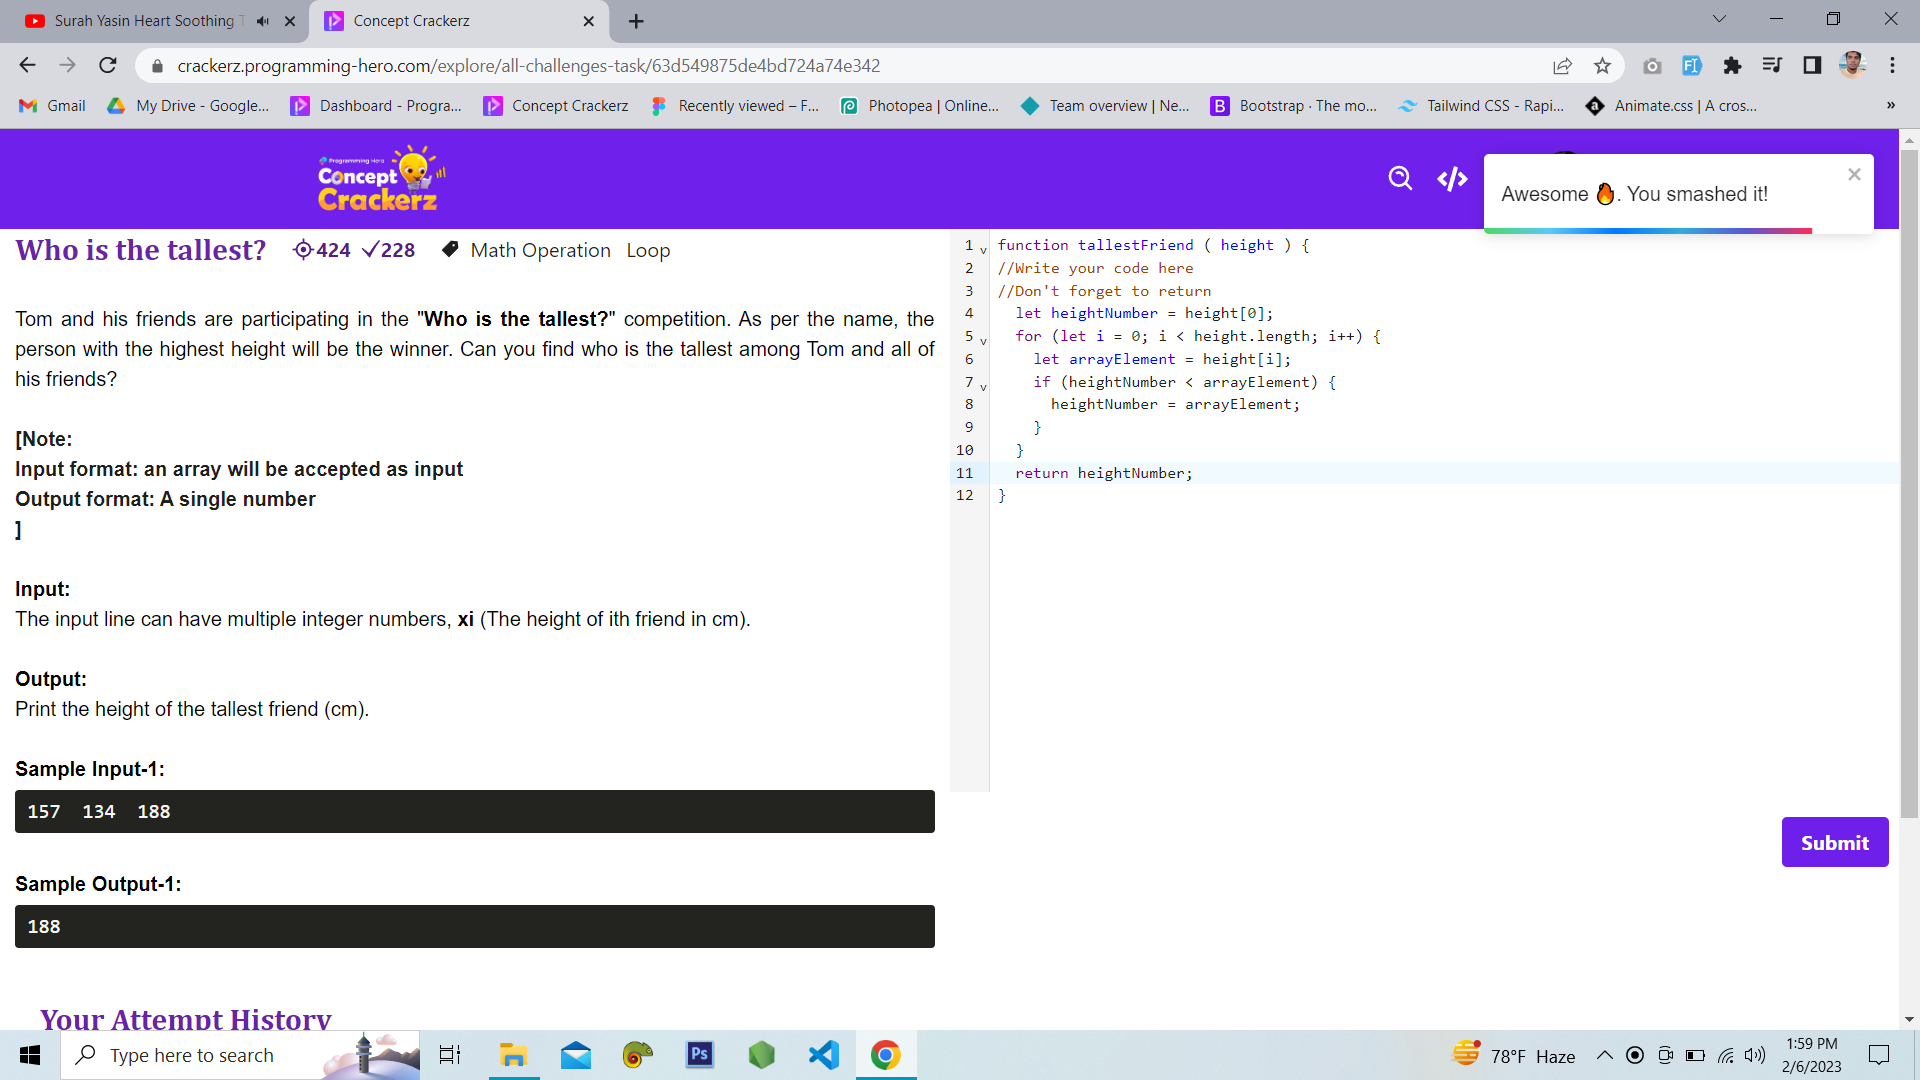 Surah Yasin Heart Soothing
Concept Crackerz
crackerz.programming-hero.com/explore/all-challenges-task/63d549875de4bd724a74e342
Gmail
My Drive - Google...
Dashboard - Progra...
Concept Crackerz
Recently viewed – F...
Photopea | Online...
Team overview | Ne...
Bootstrap · The mo...
Tailwind CSS - Rapi...
Animate.css | A cros...
»
Programming Hero
Concept
Crackerz
</>
Awesome 🔥. You smashed it!
Who is the tallest?
424
228
Math Operation
Loop
Tom and his friends are participating in the "Who is the tallest?" competition. As per the name, the
person with the highest height will be the winner. Can you find who is the tallest among Tom and all of
his friends?
[Note:
Input format: an array will be accepted as input
Output format: A single number
]
Input:
The input line can have multiple integer numbers, xi (The height of ith friend in cm).
Output:
Print the height of the tallest friend (cm).
Sample Input-1:
157 134 188
Sample Output-1:
188
Your Attempt History
1 function tallestFriend ( height ) {
2 //Write your code here
3 //Don't forget to return
4 let heightNumber = height[0];
5 for (let i = 0; i < height.length; i++) {
6 let arrayElement = height[i];
7 if (heightNumber < arrayElement) {
8 heightNumber = arrayElement;
9 }
10 }
11 return heightNumber;
12 }
Submit
Type here to search
Ps
78°F Haze
1:59 PM
2/6/2023